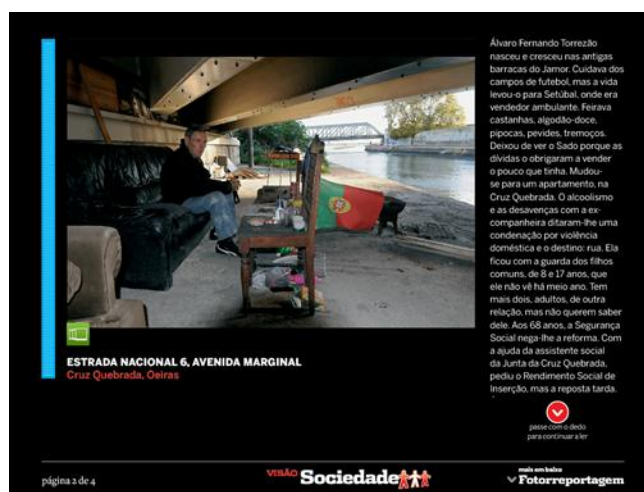 Álvaro Fernando Torrezão
nasceu e cresceu nas antigas
barracas do Jamor. Cuidava dos
campos de futebol, mas a vida
levou-o para Setúbal, onde era
vendedor ambulante. Feirava
castanhas, algodão-doce,
pipocas, pevides, tremoços.
Deixou de ver o Sado porque as
dívidas o obrigaram a vender
o pouco que tinha. Mudou-
se para um apartamento, na
Cruz Quebrada. O alcoolismo
e as desavenças com a ex-
companheira ditaram-lhe uma
condenação por violência
doméstica e o destino: rua. Ela
ficou com a guarda dos filhos
comuns, de 8 e 17 anos, que
ele não vê há meio ano. Tem
mais dois, adultos, de outra
relação, mas não querem saber
dele. Aos 68 anos, a Segurança
Social nega-lhe a reforma. Com
a ajuda da assistente social
da Junta da Cruz Quebrada,
pediu o Rendimento Social de
Inserção, mas a reposta tarda.
passe com o dedo
para continuar a ler
ESTRADA NACIONAL 6, AVENIDA MARGINAL
Cruz Quebrada, Oeiras
página 2 de 4
VISÃO Sociedade
mais em baixo
Fotorreportagem